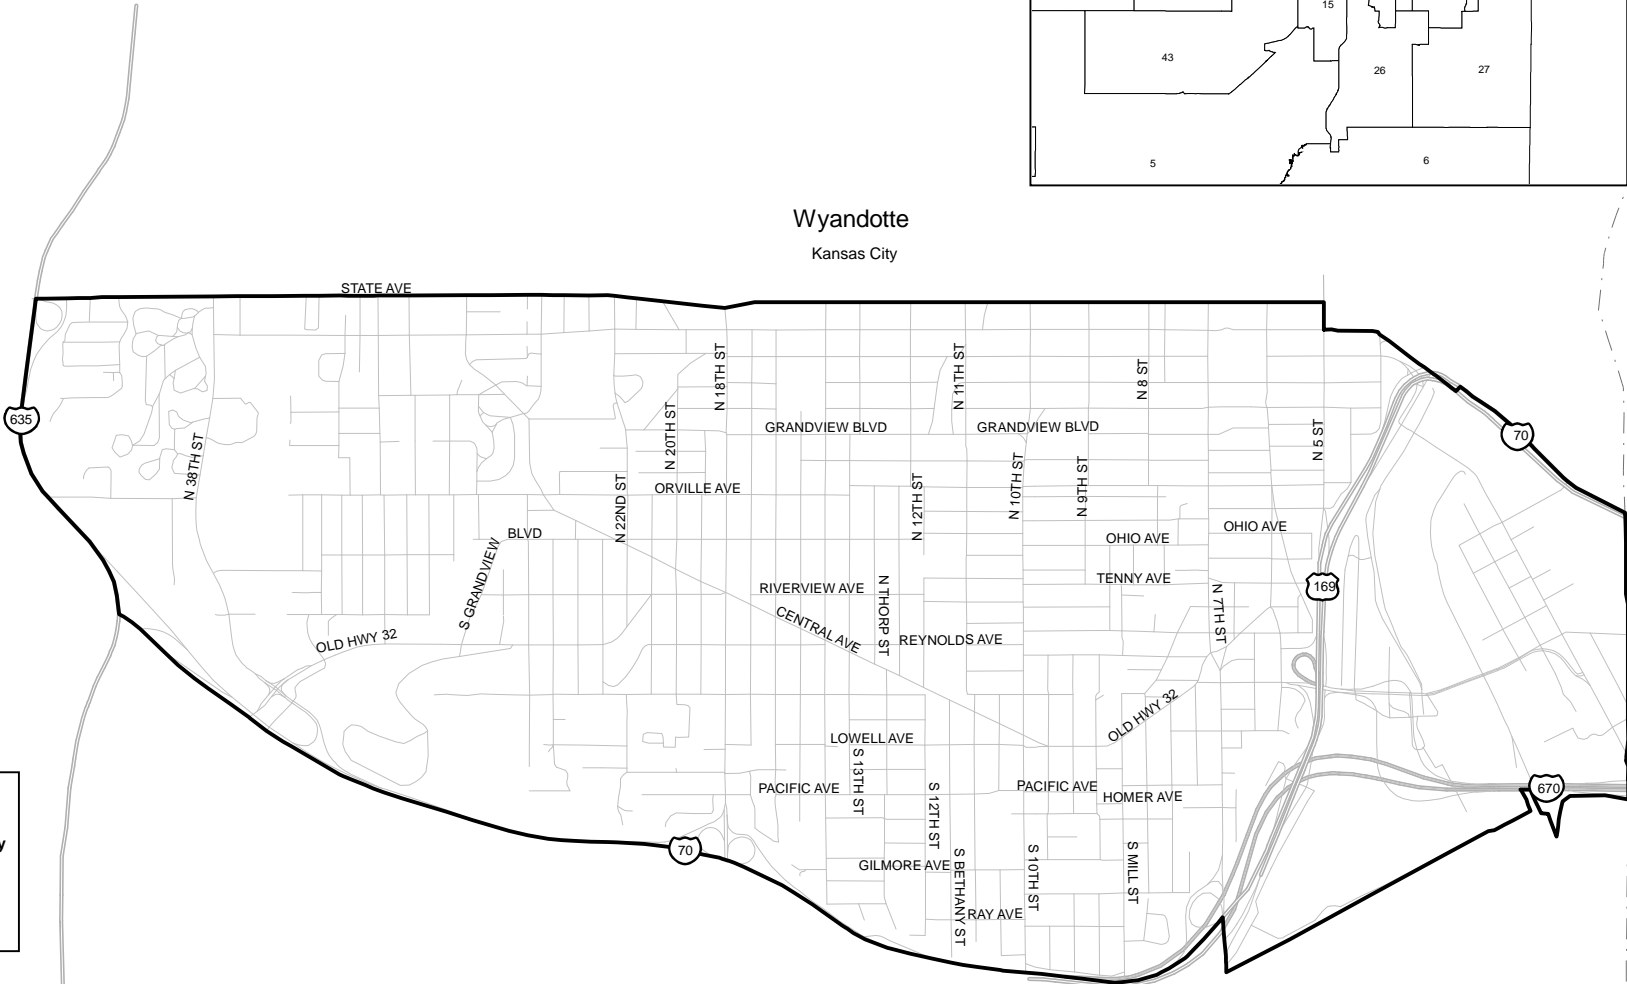 15
43
26
27
5
6
Wyandotte
Kansas City
STATE AVE
N 18TH ST
N 11TH ST
N 8 ST
635
N 20TH ST
GRANDVIEW BLVD
GRANDVIEW BLVD
N 5 ST
70
N 38TH ST
N 22ND ST
ORVILLE AVE
N 12TH ST
N 10TH ST
N 9TH ST
S GRANDVIEW
BLVD
OHIO AVE
OHIO AVE
RIVERVIEW AVE
N THORP ST
TENNY AVE
N 7TH ST
169
OLD HWY 32
CENTRAL AVE
REYNOLDS AVE
OLD HWY 32
LOWELL AVE
S 13TH ST
PACIFIC AVE
S 12TH ST
PACIFIC AVE
HOMER AVE
670
y
70
GILMORE AVE
S BETHANY ST
S 10TH ST
S MILL ST
RAY AVE